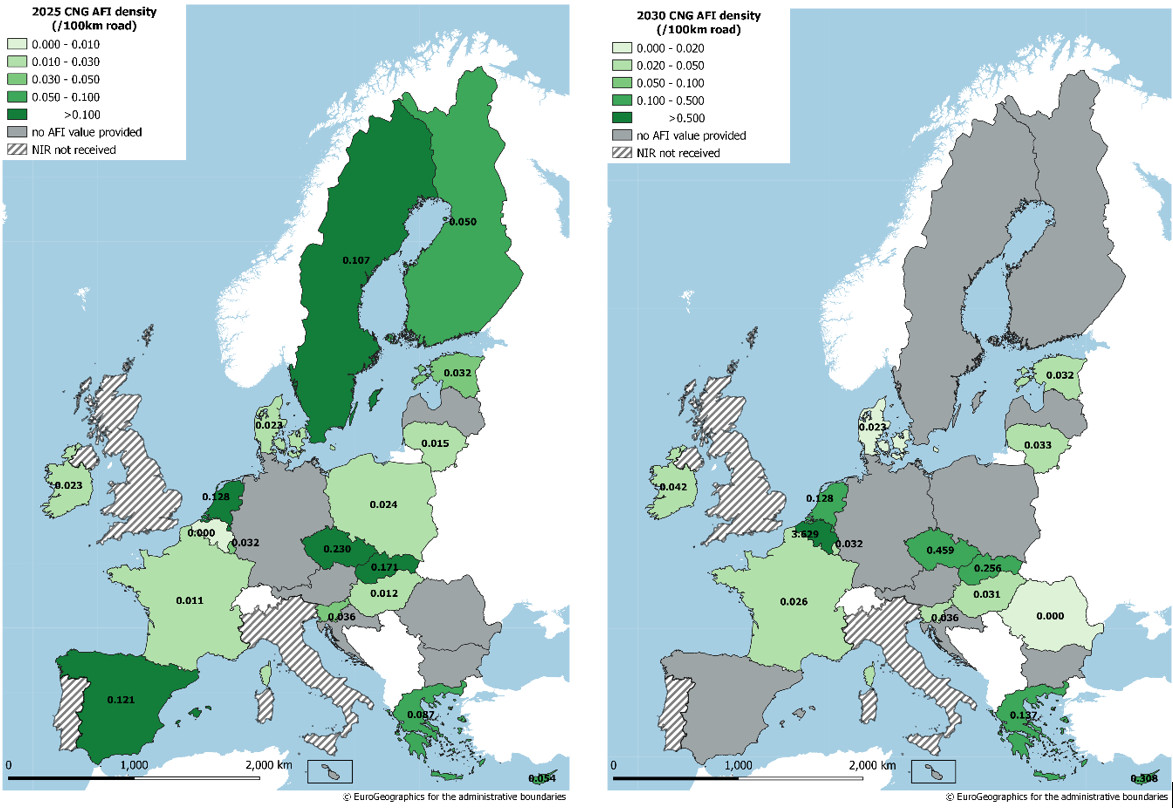 2025 CNG AFI density
(/100km road)
0.000 - 0.010
0.010 - 0.030
0.030 - 0.050
0.050 - 0.100
>0.100
no AFI value provided
NIR not received
0.050
0.107
0.032
0.023
0.015
0.023
0.128
0.024
0.000
0.032
0.230
0.171
0.012
0.011
0.036
0.121
0.087
0.054
0
1,000
2,000 km
© EuroGeographics for the administrative boundaries
2030 CNG AFI density
(/100km road)
0.000 - 0.020
0.020 - 0.050
0.050 - 0.100
0.100 - 0.500
>0.500
no AFI value provided
NIR not received
0.032
0.023
0.033
0.042
0.128
3.629
0.032
0.459
0.256
0.031
0.026
0.036
0.000
0.137
0.308
0
1,000
2,000 km
© EuroGeographics for the administrative boundaries